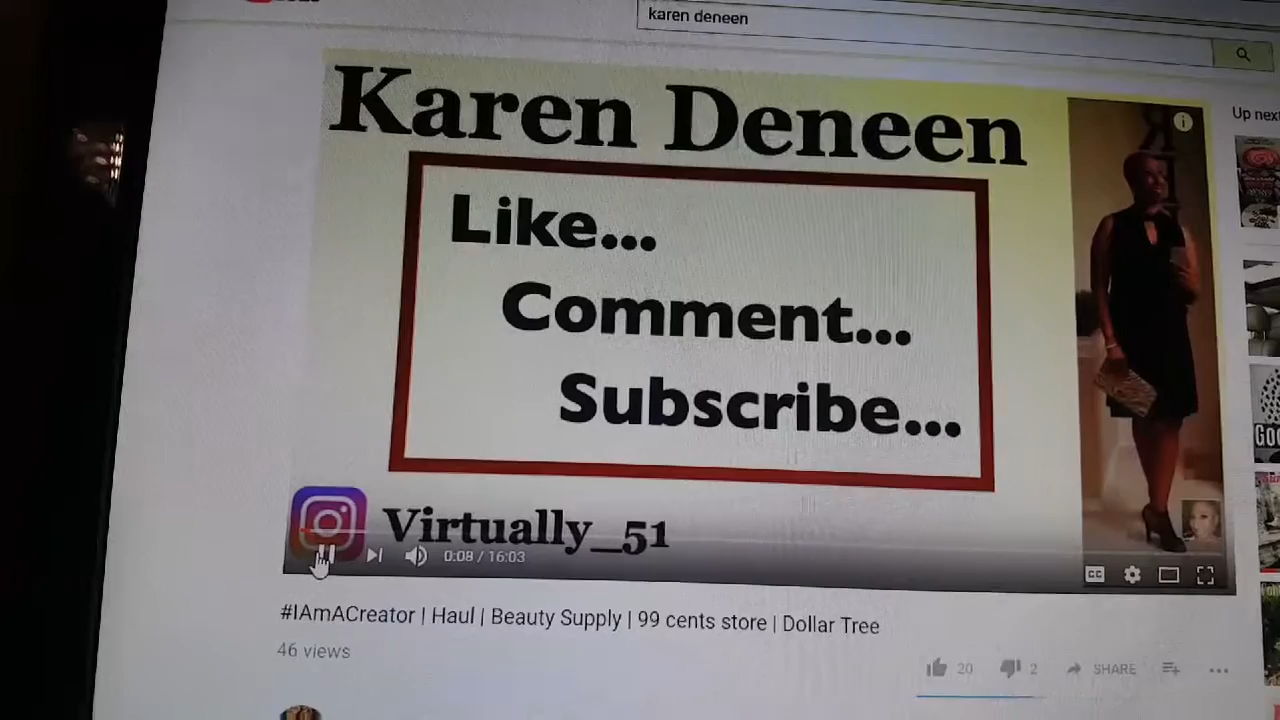 karen deneen
Up next
Karen Deneen
Like...
Comment...
Subscribe...
Virtually_51
0:08 / 16:03
CC
#IAmACreator | Haul | Beauty Supply | 99 cents store | Dollar Tree
46 views
20
2
SHARE